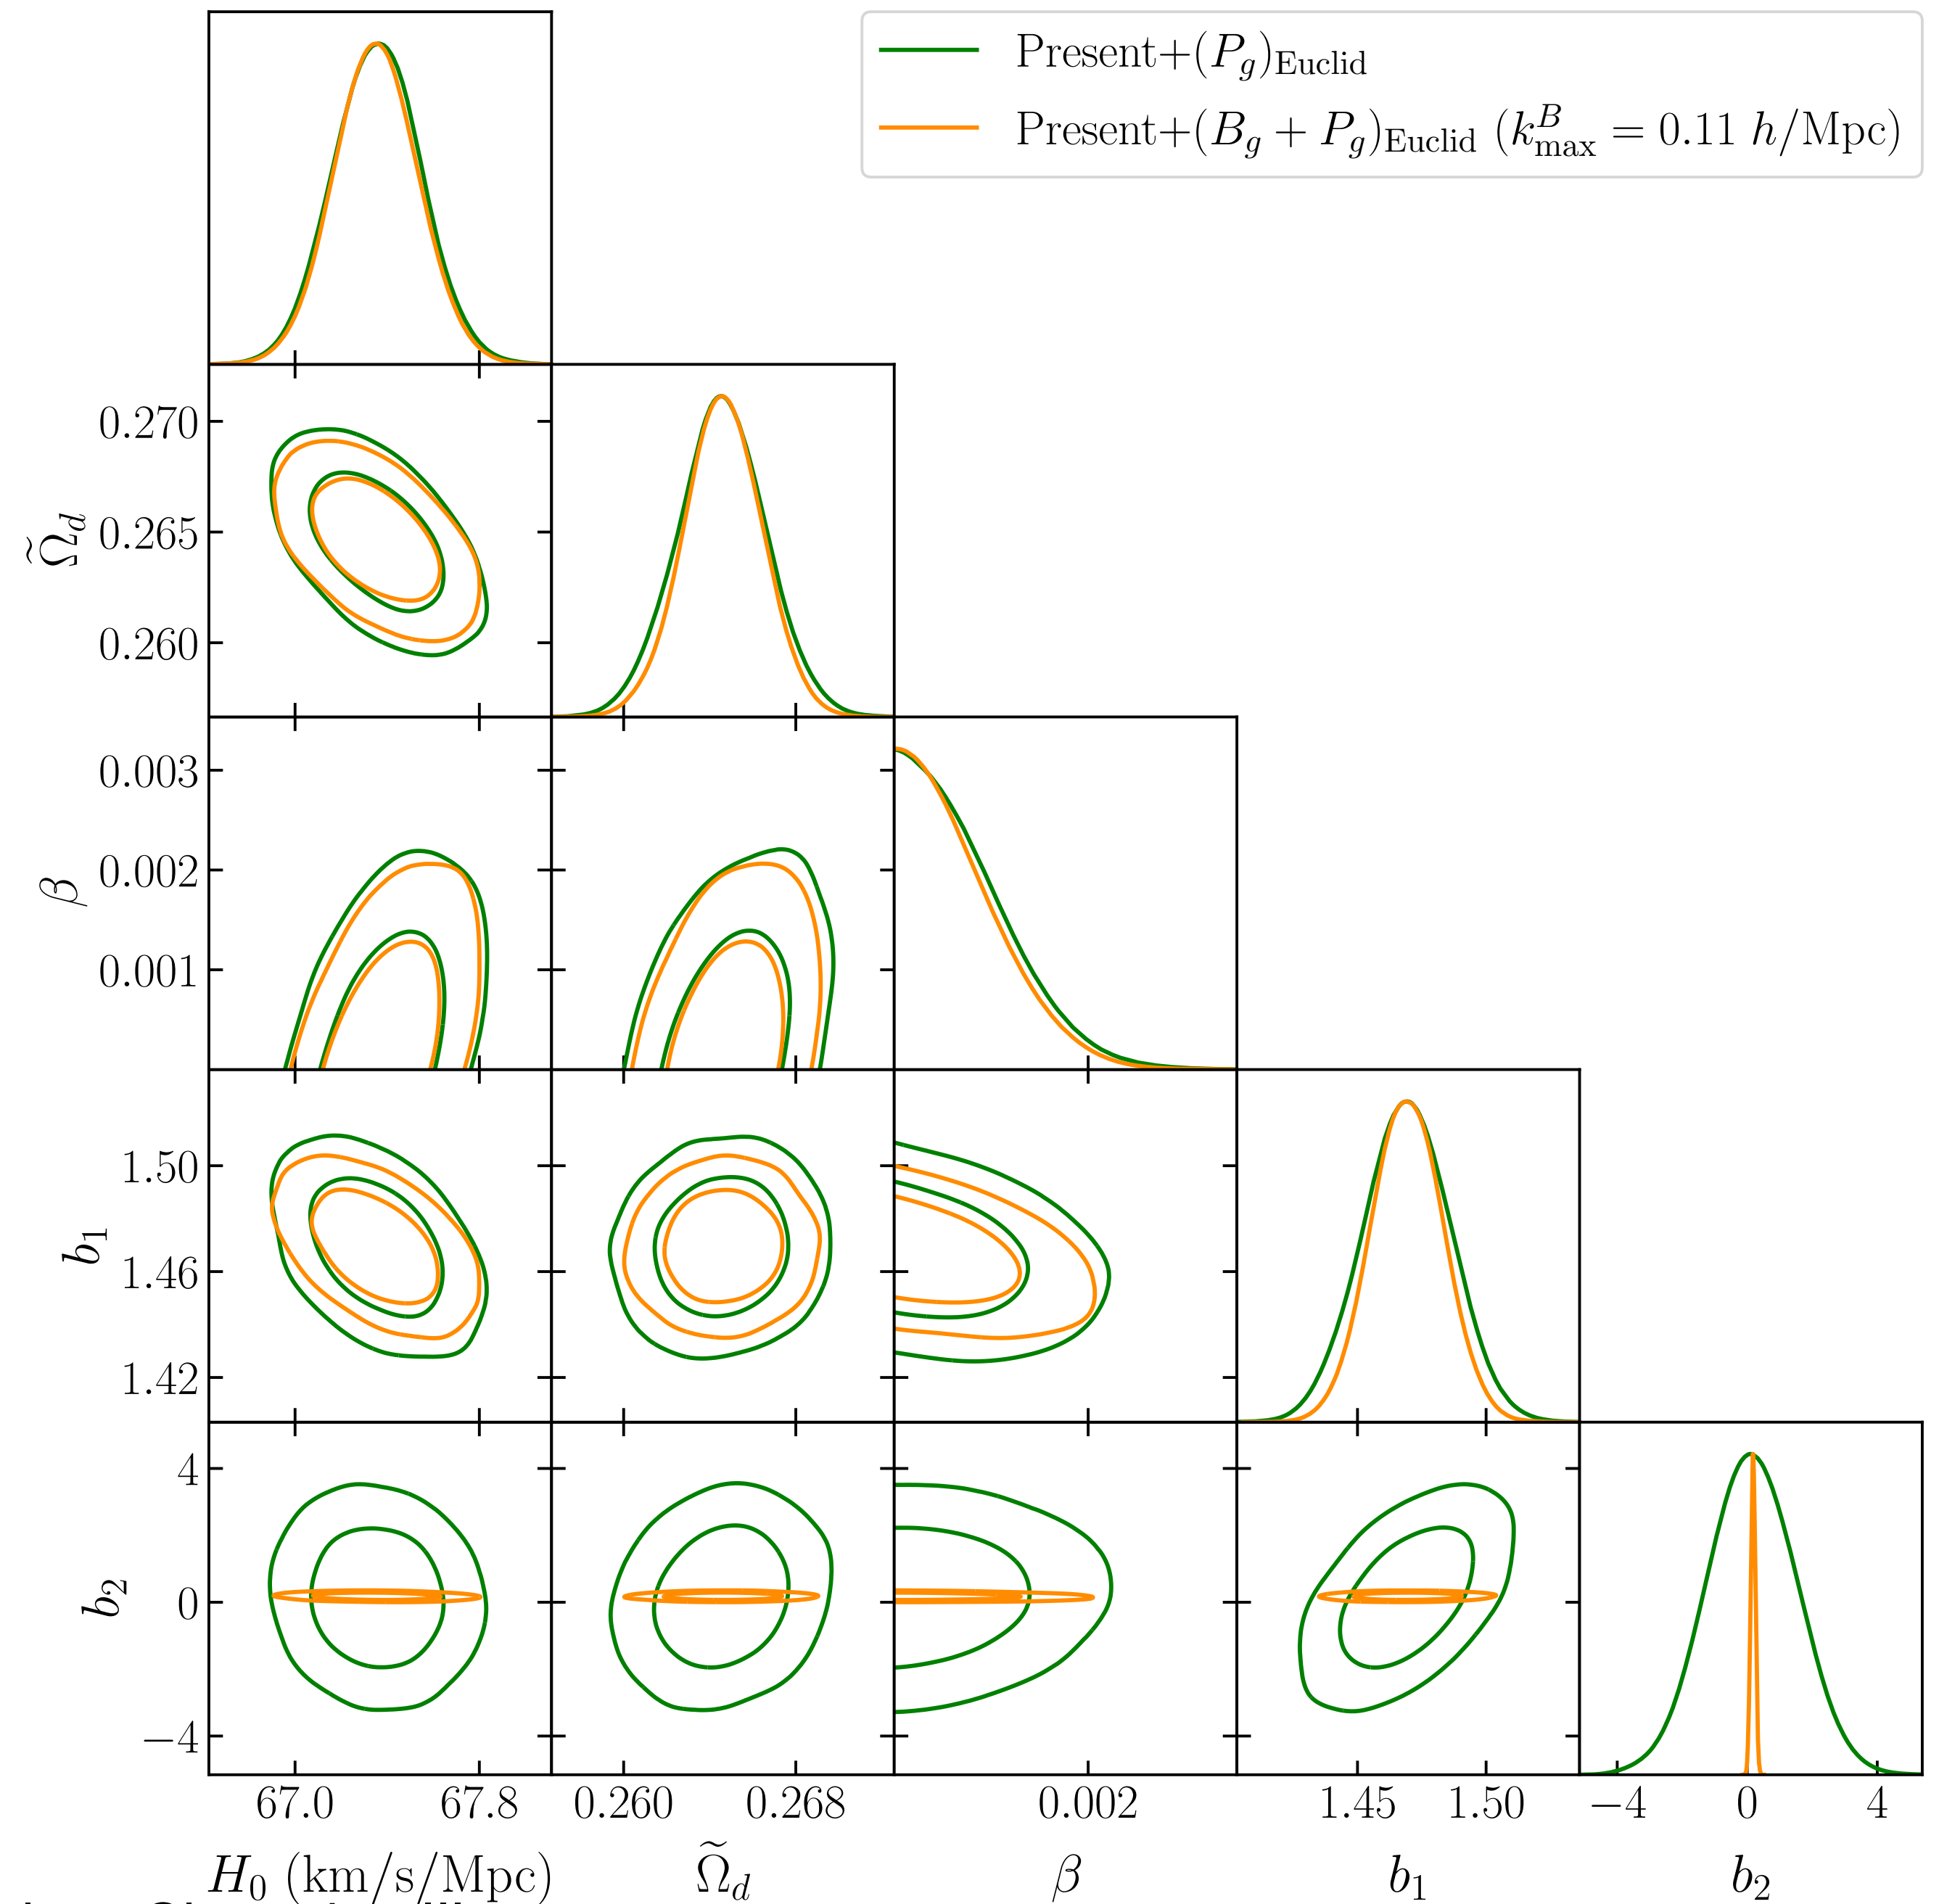 Present+(P_g)_Euclid
Present+(B_g + P_g)_Euclid (k^B_max = 0.11 h/Mpc)
0.270
0.265
0.260
Ω̃_d
0.003
0.002
0.001
β
1.50
1.46
1.42
b_1
4
0
−4
b_2
67.0 67.8 0.260 0.268 0.002 1.45 1.50 −4 0 4
H_0 (km/s/Mpc) Ω̃_d β b_1 b_2